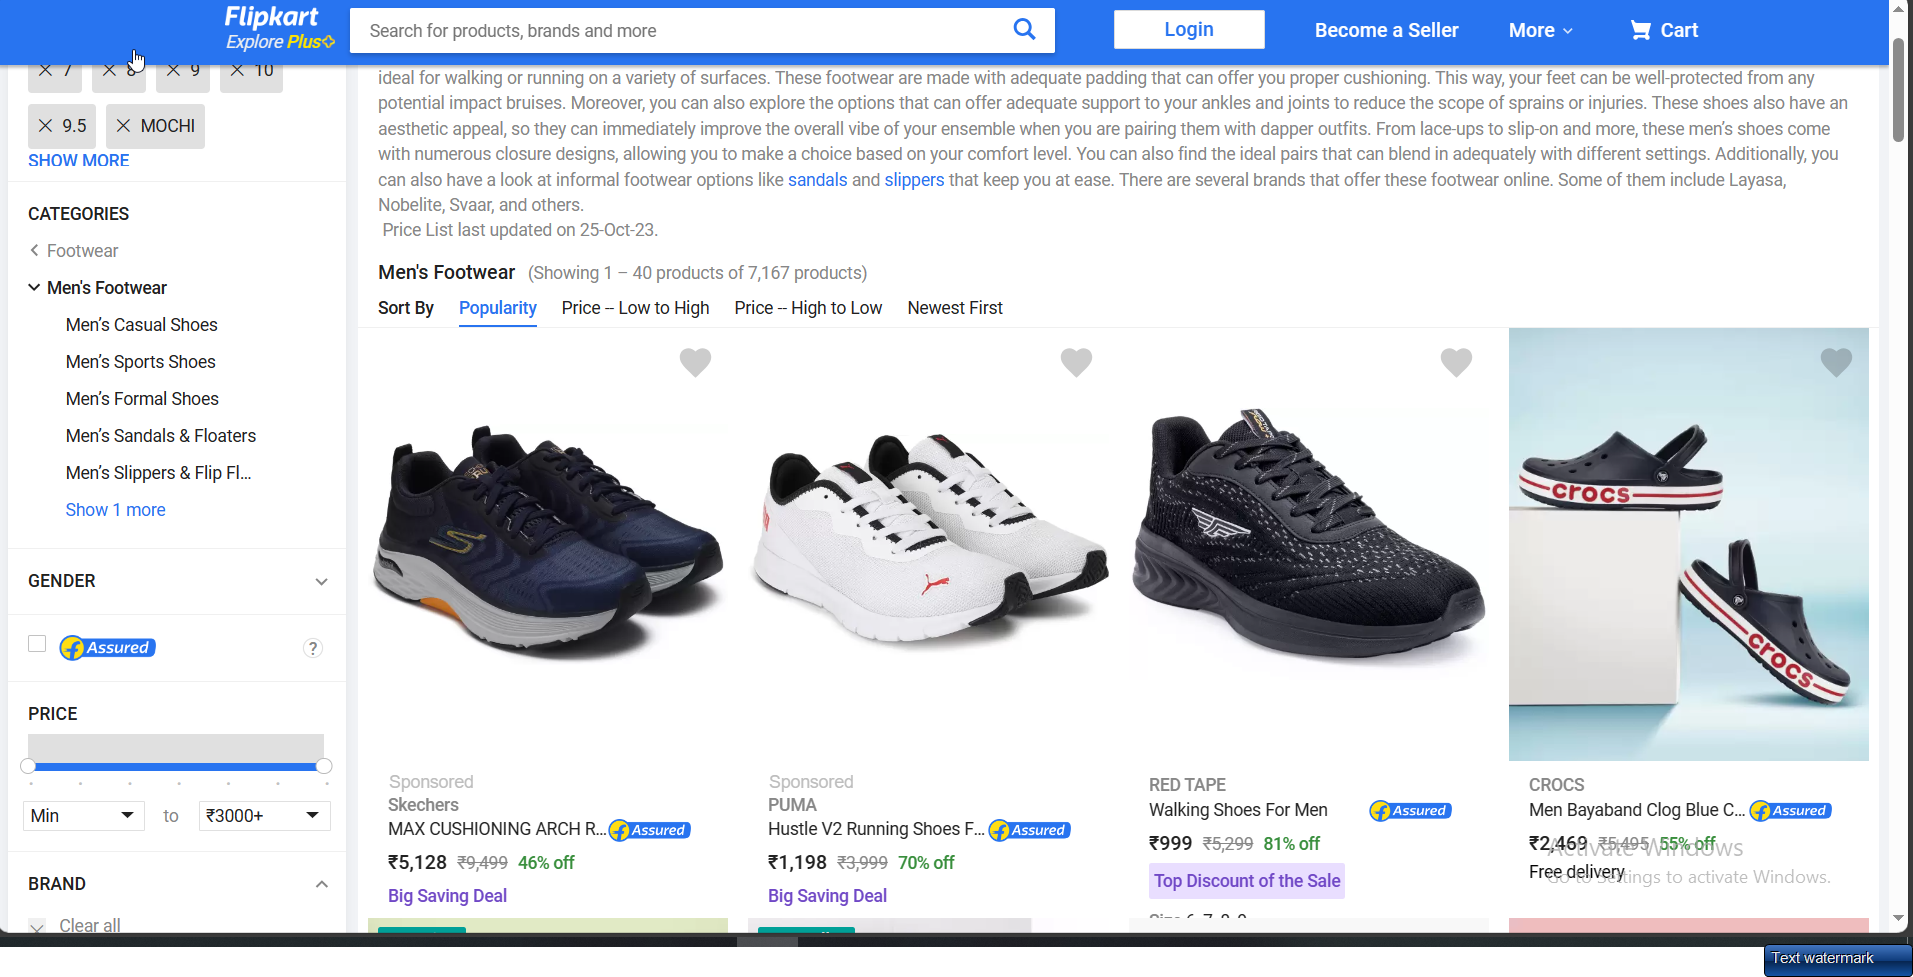 Flipkart
Explore Plus
Search for products, brands and more
Login
Become a Seller
More
Cart
7
8
9
10
9.5
MOCHI
SHOW MORE
CATEGORIES
Footwear
Men's Footwear
Men’s Casual Shoes
Men’s Sports Shoes
Men’s Formal Shoes
Men’s Sandals & Floaters
Men’s Slippers & Flip Fl...
Show 1 more
GENDER
Assured
?
PRICE
Min
to
₹3000+
BRAND
Clear all
ideal for walking or running on a variety of surfaces. These footwear are made with adequate padding that can offer you proper cushioning. This way, your feet can be well-protected from any
potential impact bruises. Moreover, you can also explore the options that can offer adequate support to your ankles and joints to reduce the scope of sprains or injuries. These shoes also have an
aesthetic appeal, so they can immediately improve the overall vibe of your ensemble when you are pairing them with dapper outfits. From lace-ups to slip-on and more, these men’s shoes come
with numerous closure designs, allowing you to make a choice based on your comfort level. You can also find the ideal pairs that can blend in adequately with different settings. Additionally, you
can also have a look at informal footwear options like sandals and slippers that keep you at ease. There are several brands that offer these footwear online. Some of them include Layasa,
Nobelite, Svaar, and others.
Price List last updated on 25-Oct-23.
Men's Footwear (Showing 1 – 40 products of 7,167 products)
Sort By Popularity Price -- Low to High Price -- High to Low Newest First
crocs
crocs
Sponsored
Skechers
MAX CUSHIONING ARCH R... Assured
₹5,128 ₹9,499 46% off
Big Saving Deal
Sponsored
PUMA
Hustle V2 Running Shoes F... Assured
₹1,198 ₹3,999 70% off
Big Saving Deal
RED TAPE
Walking Shoes For Men Assured
₹999 ₹5,299 81% off
Top Discount of the Sale
Size 6, 7, 8, 9
CROCS
Men Bayaband Clog Blue C... Assured
₹2,469 ₹5,495 55% off
Free delivery
Activate Windows
Go to Settings to activate Windows.
Text watermark